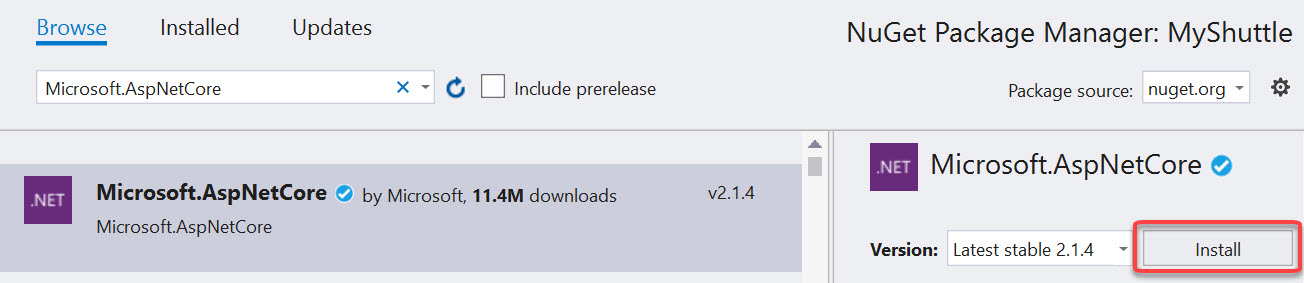 Browse Installed Updates
NuGet Package Manager: MyShuttle
Microsoft.AspNetCore
Include prerelease
Package source: nuget.org
.NET
Microsoft.AspNetCore by Microsoft, 11.4M downloads v2.1.4
Microsoft.AspNetCore
.NET
Microsoft.AspNetCore
Version: Latest stable 2.1.4 Install